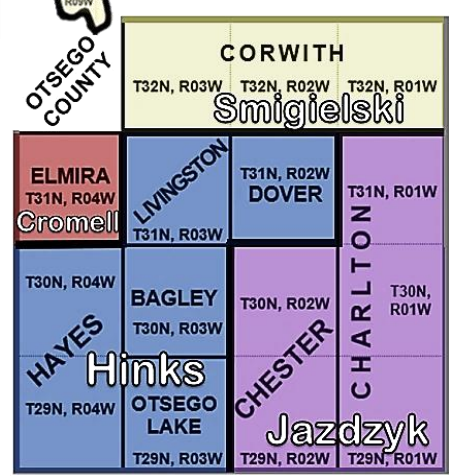 R09W
OTSEGO
COUNTY
CORWITH
T32N, R03W T32N, R02W T32N, R01W
Smigielski
ELMIRA
T31N, R04W
Cromell
LIVINGSTON
T31N, R03W
T31N, R02W
DOVER
T31N, R01W
CHARLTON
T30N,
R01W
T30N, R04W
HAYES
T29N, R04W
BAGLEY
T30N, R03W
Hinks
OTSEGO
LAKE
T29N, R03W
T30N, R02W
CHESTER
Jazdzyk
T29N, R02W T29N, R01W